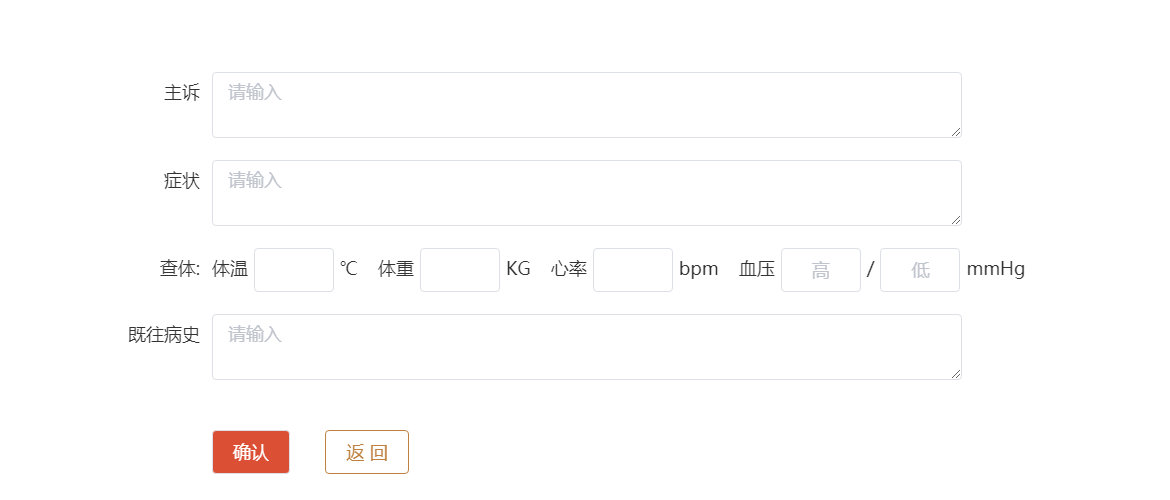 主诉 请输入
症状 请输入
查体: 体温 ℃ 体重 KG 心率 bpm 血压 高 / 低 mmHg
既往病史 请输入
确认 返 回